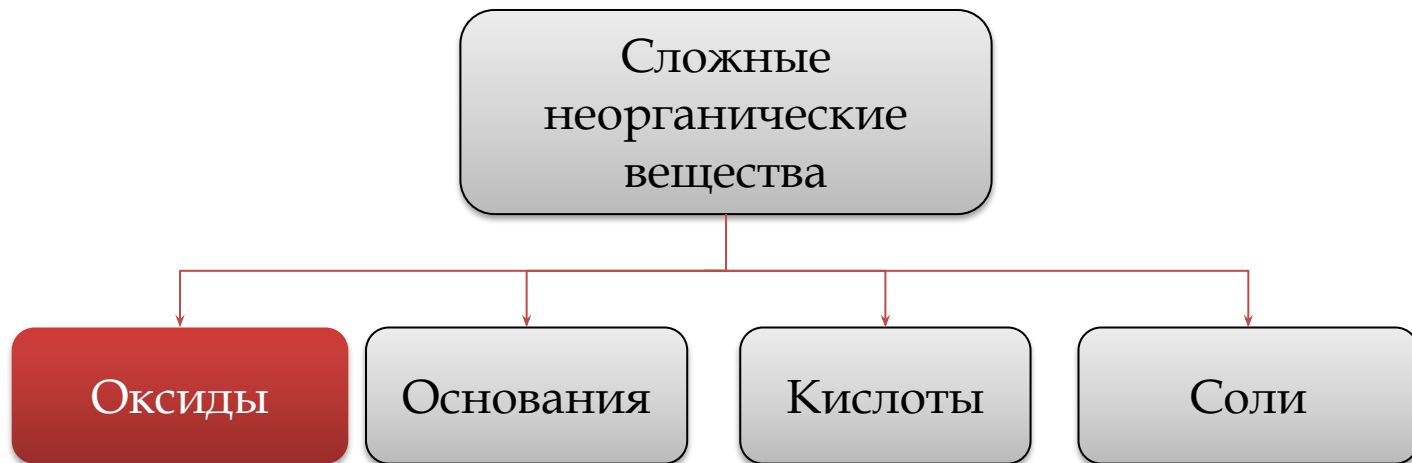 Сложные
неорганические
вещества
Оксиды
Основания
Кислоты
Соли